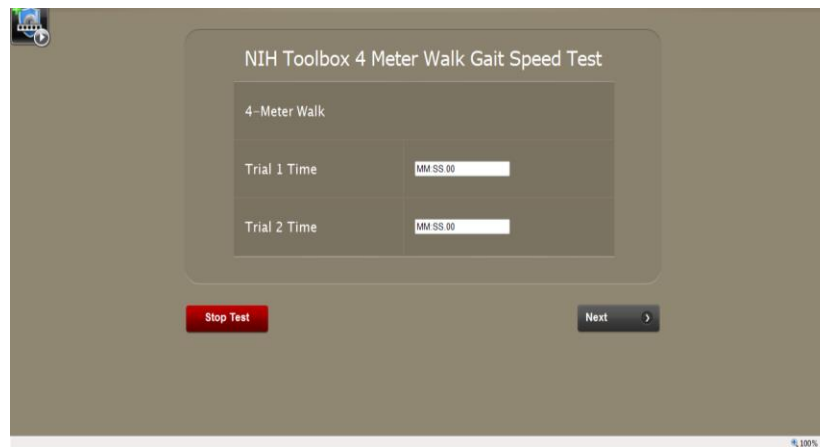 NIH Toolbox 4 Meter Walk Gait Speed Test
4-Meter Walk
Trial 1 Time MM:SS.00
Trial 2 Time MM:SS.00
Stop Test Next
100%